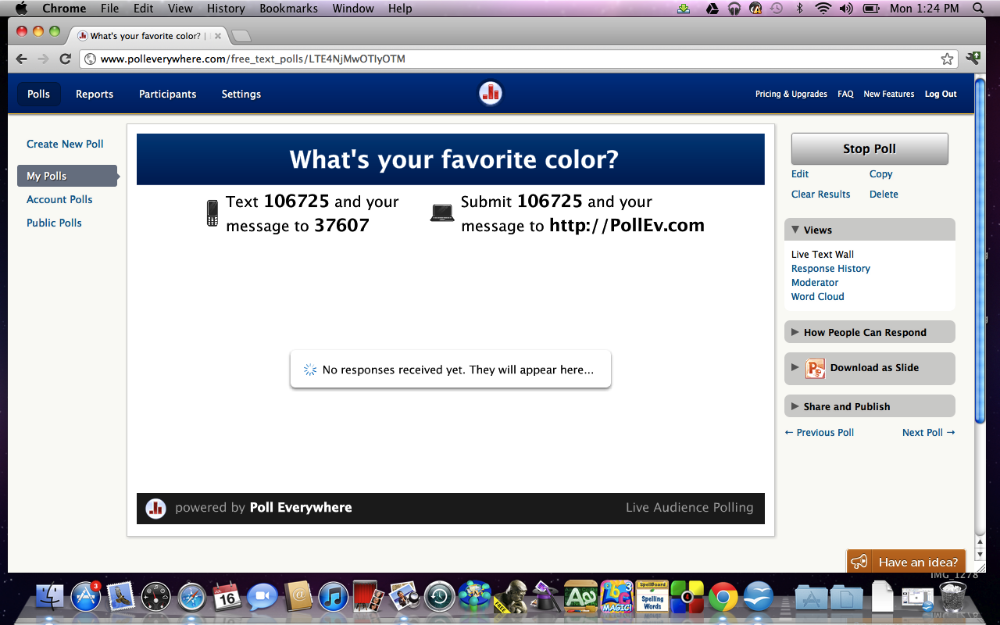 Chrome File Edit View History Bookmarks Window Help Mon 1:24 PM
What's your favorite color? |
www.polleverywhere.com/free_text_polls/LTE4NjMwOTIyOTM
Polls Reports Participants Settings Pricing & Upgrades FAQ New Features Log Out
Create New Poll
My Polls
Account Polls
Public Polls
What's your favorite color?
Text 106725 and your
message to 37607
Submit 106725 and your
message to http://PollEv.com
No responses received yet. They will appear here...
powered by Poll Everywhere Live Audience Polling
Stop Poll
Edit Copy
Clear Results Delete
Views
Live Text Wall
Response History
Moderator
Word Cloud
How People Can Respond
Download as Slide
Share and Publish
← Previous Poll Next Poll →
Have an idea?
IMG_1278
3
16
FREE
ABC
MAGIC!
SpellBoard
Spelling
Words